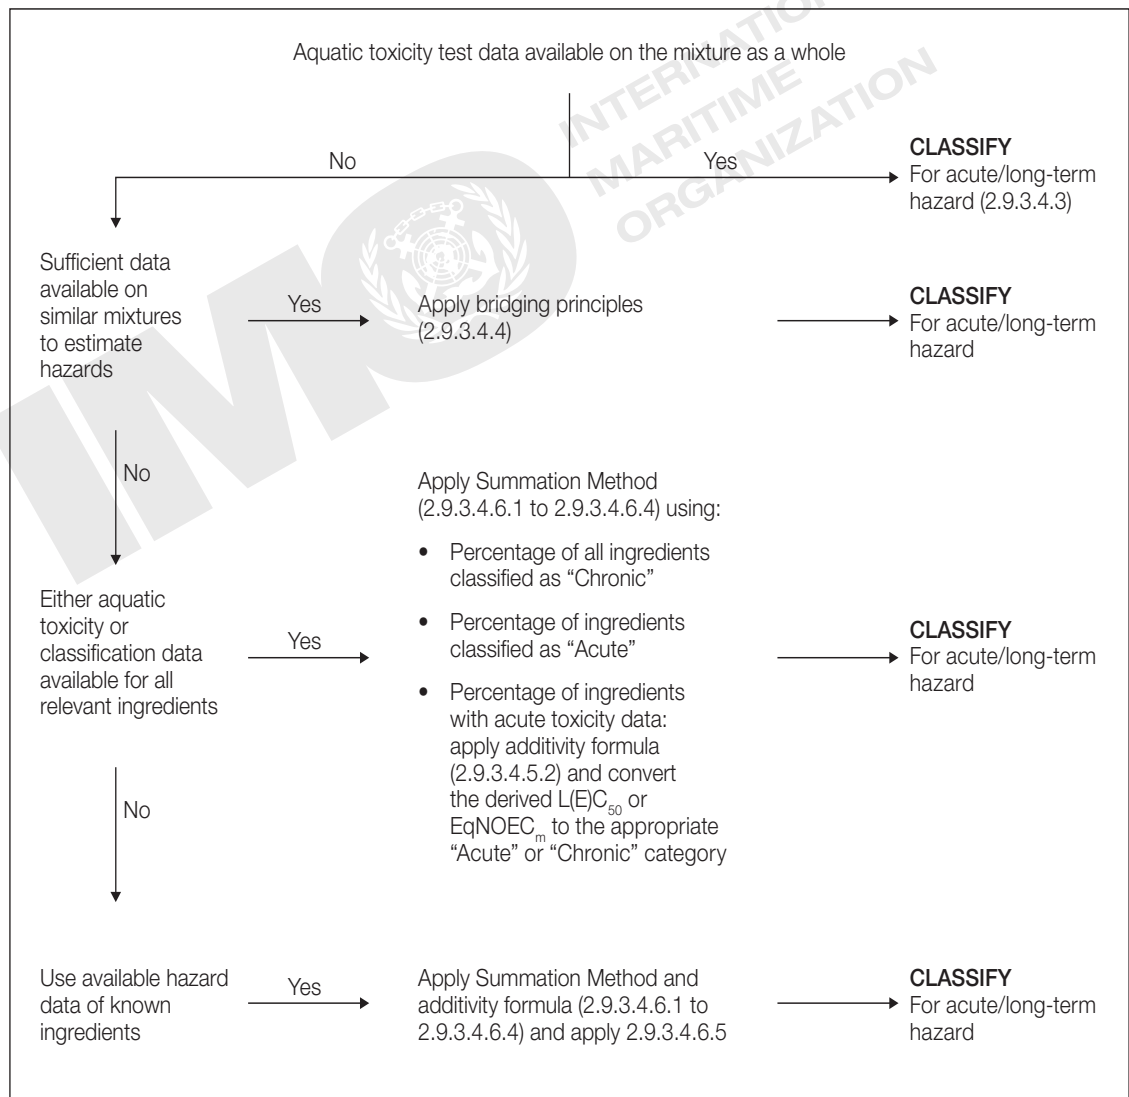 Aquatic toxicity test data available on the mixture as a whole
INTERNATIONAL
MARITIME
ORGANIZATION
IMO
No
Yes
CLASSIFY
For acute/long-term
hazard (2.9.3.4.3)
Sufficient data
available on
similar mixtures
to estimate
hazards
Yes
Apply bridging principles
(2.9.3.4.4)
CLASSIFY
For acute/long-term
hazard
No
Either aquatic
toxicity or
classification data
available for all
relevant ingredients
Yes
Apply Summation Method
(2.9.3.4.6.1 to 2.9.3.4.6.4) using:
• Percentage of all ingredients
classified as “Chronic”
• Percentage of ingredients
classified as “Acute”
• Percentage of ingredients
with acute toxicity data:
apply additivity formula
(2.9.3.4.5.2) and convert
the derived L(E)C50 or
EqNOECm to the appropriate
“Acute” or “Chronic” category
CLASSIFY
For acute/long-term
hazard
No
Use available hazard
data of known
ingredients
Yes
Apply Summation Method and
additivity formula (2.9.3.4.6.1 to
2.9.3.4.6.4) and apply 2.9.3.4.6.5
CLASSIFY
For acute/long-term
hazard